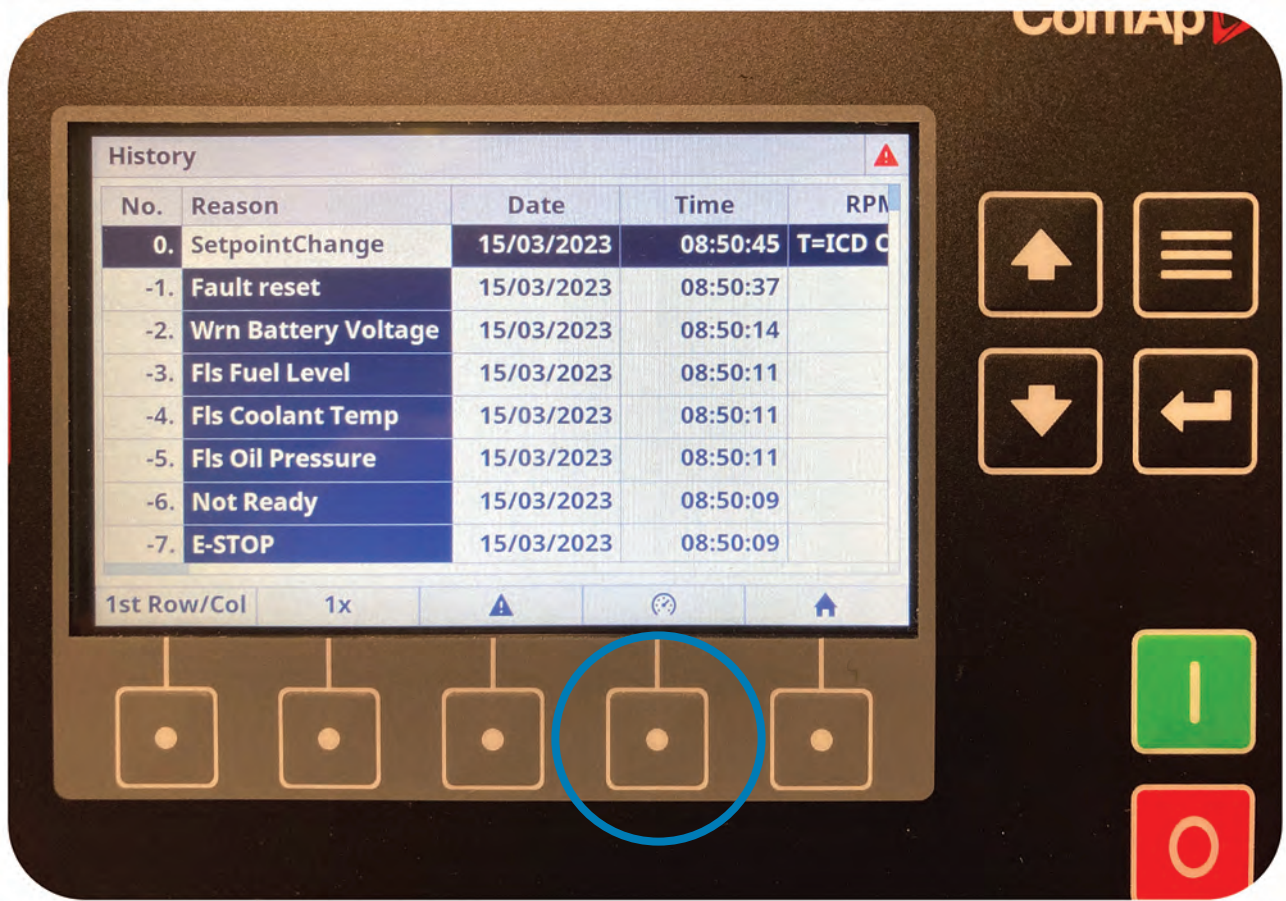 ComAp
History
No. Reason Date Time RPM
0. SetpointChange 15/03/2023 08:50:45 T=ICD C
-1. Fault reset 15/03/2023 08:50:37
-2. Wrn Battery Voltage 15/03/2023 08:50:14
-3. Fls Fuel Level 15/03/2023 08:50:11
-4. Fls Coolant Temp 15/03/2023 08:50:11
-5. Fls Oil Pressure 15/03/2023 08:50:11
-6. Not Ready 15/03/2023 08:50:09
-7. E-STOP 15/03/2023 08:50:09
1st Row/Col 1x
I
O